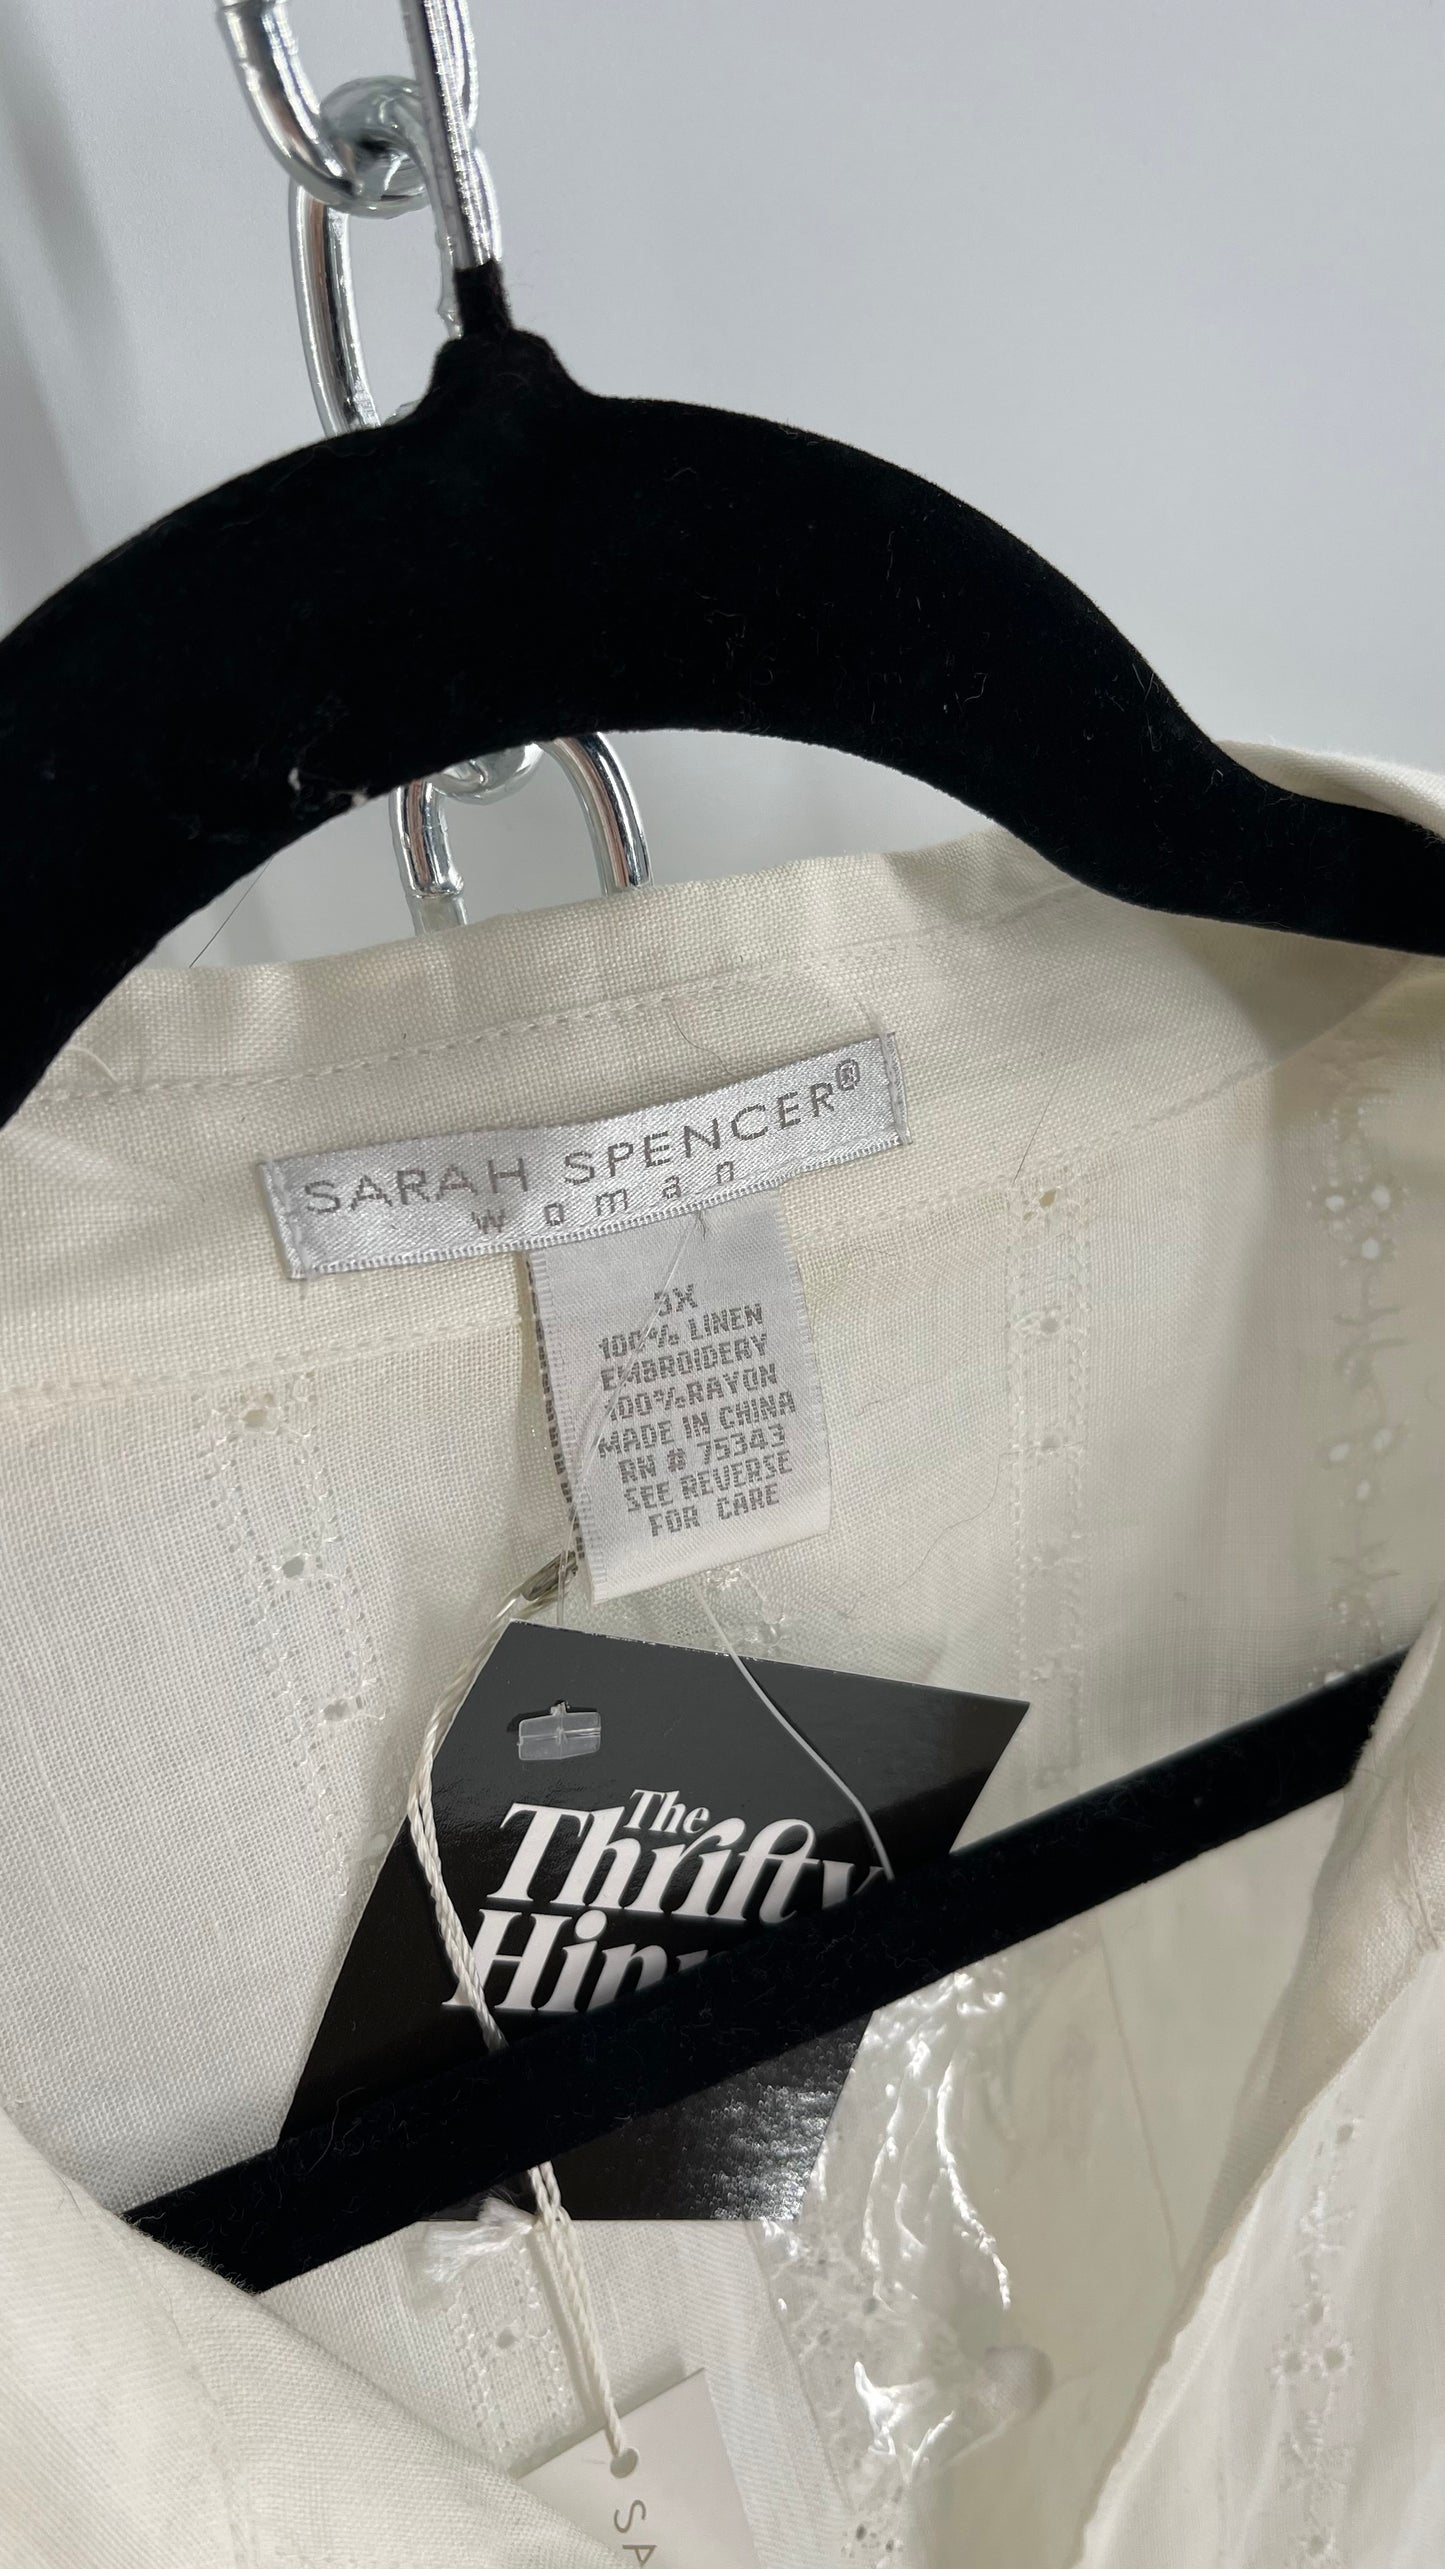 SARAH SPENCER®
woman
3X
100% LINEN
EMBROIDERY
100% RAYON
MADE IN CHINA
RN # 75343
SEE REVERSE
FOR CARE
The
Thrifty